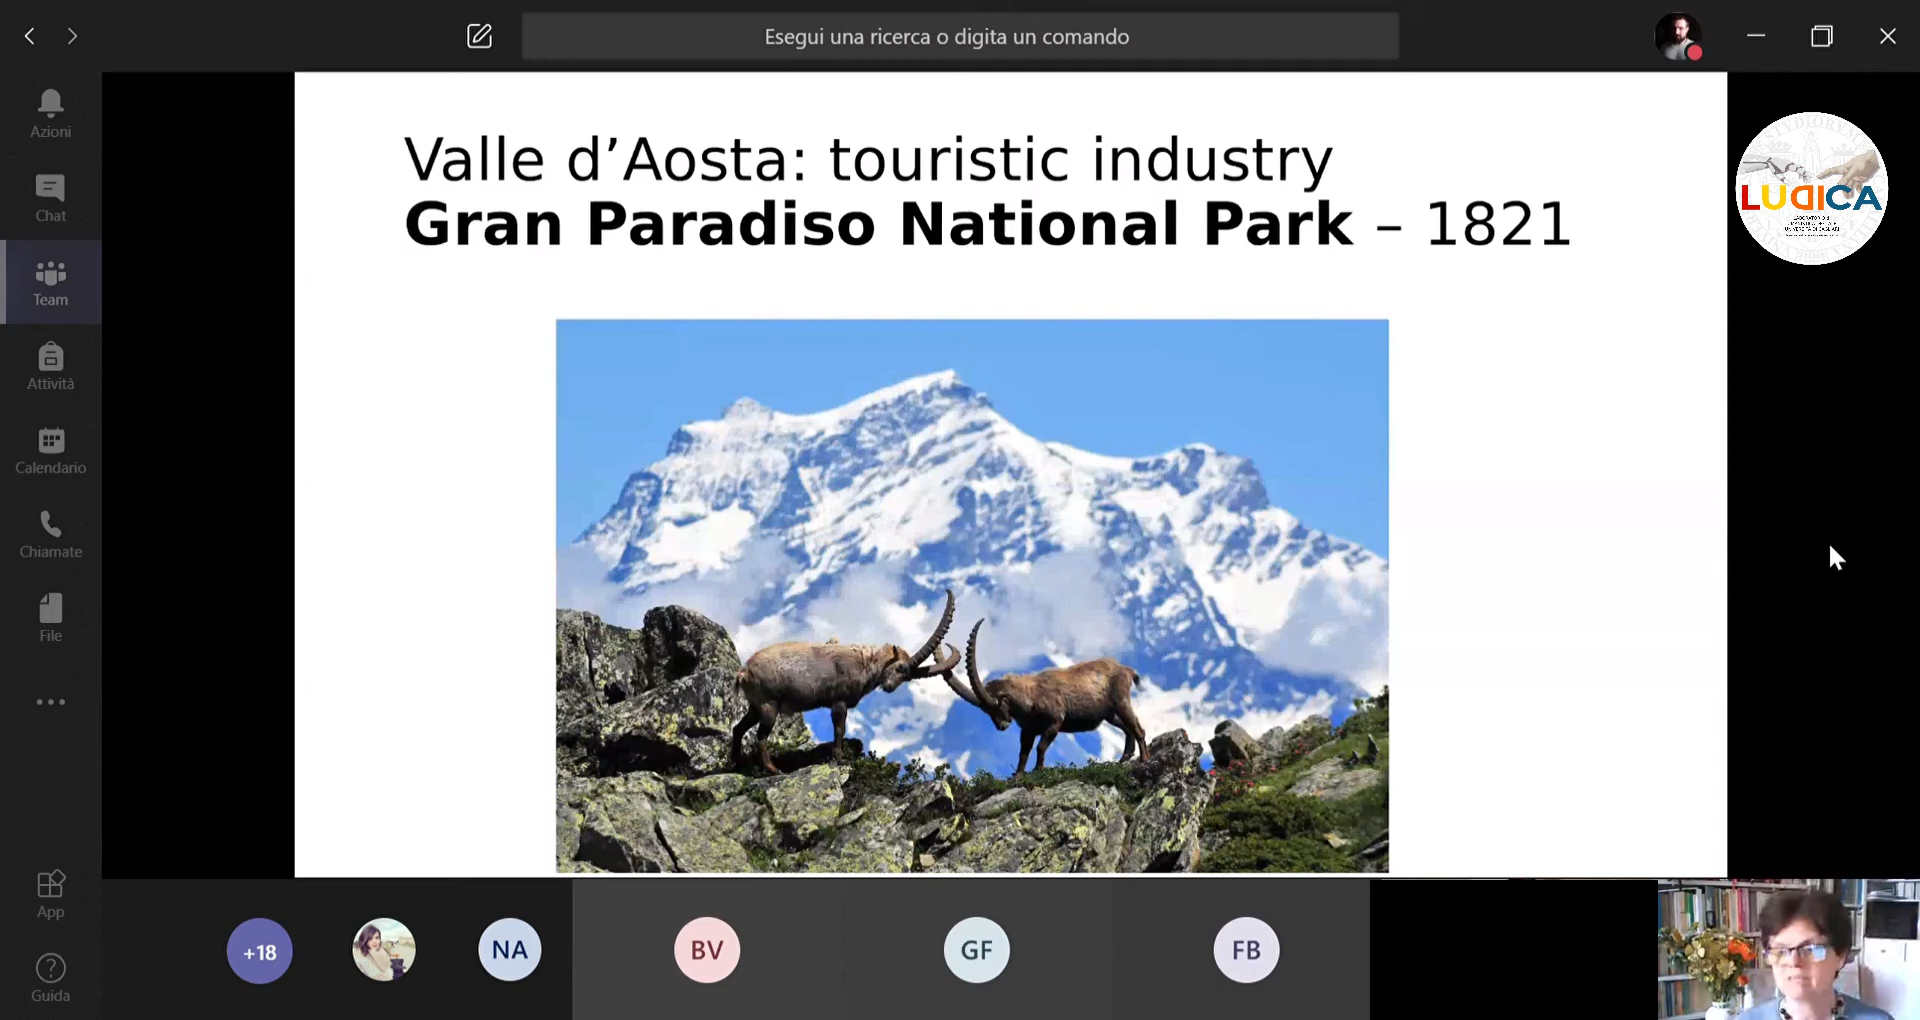 Esegui una ricerca o digita un comando
Azioni
Chat
Team
Attività
Calendario
Chiamate
File
App
Guida
Valle d’Aosta: touristic industry
Gran Paradiso National Park – 1821
LUDICA
+18
NA
BV
GF
FB